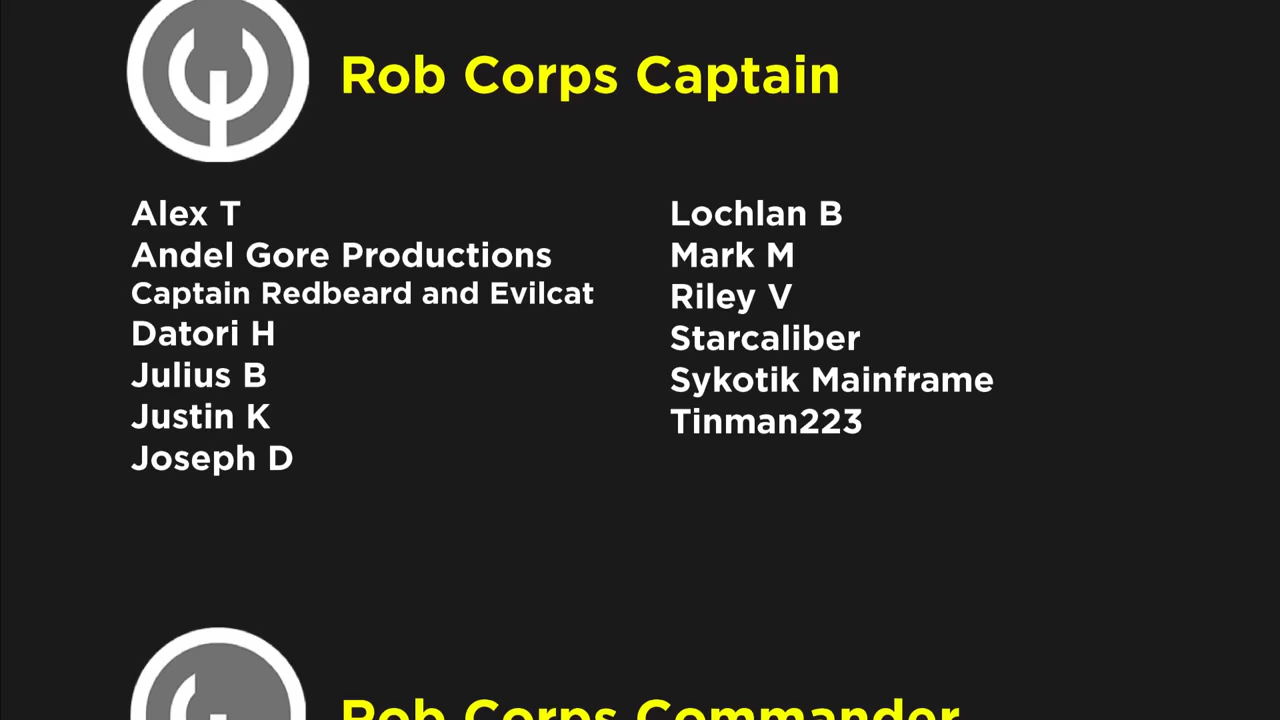 Rob Corps Captain
Alex T
Andel Gore Productions
Captain Redbeard and Evilcat
Datori H
Julius B
Justin K
Joseph D
Lochlan B
Mark M
Riley V
Starcaliber
Sykotik Mainframe
Tinman223
Rob Corps Commander